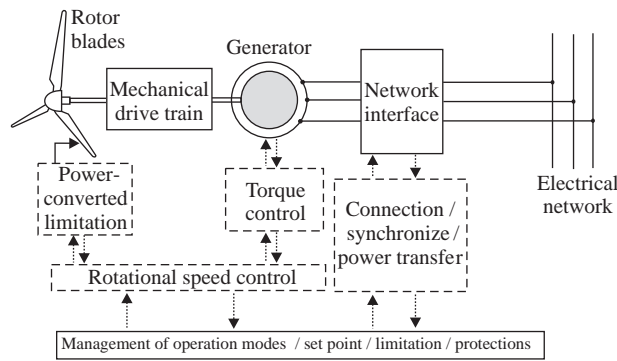 Rotor
blades
Generator
Mechanical
drive train
Network
interface
Power-
converted
limitation
Torque
control
Connection /
synchronize /
power transfer
Electrical
network
Rotational speed control
Management of operation modes / set point / limitation / protections